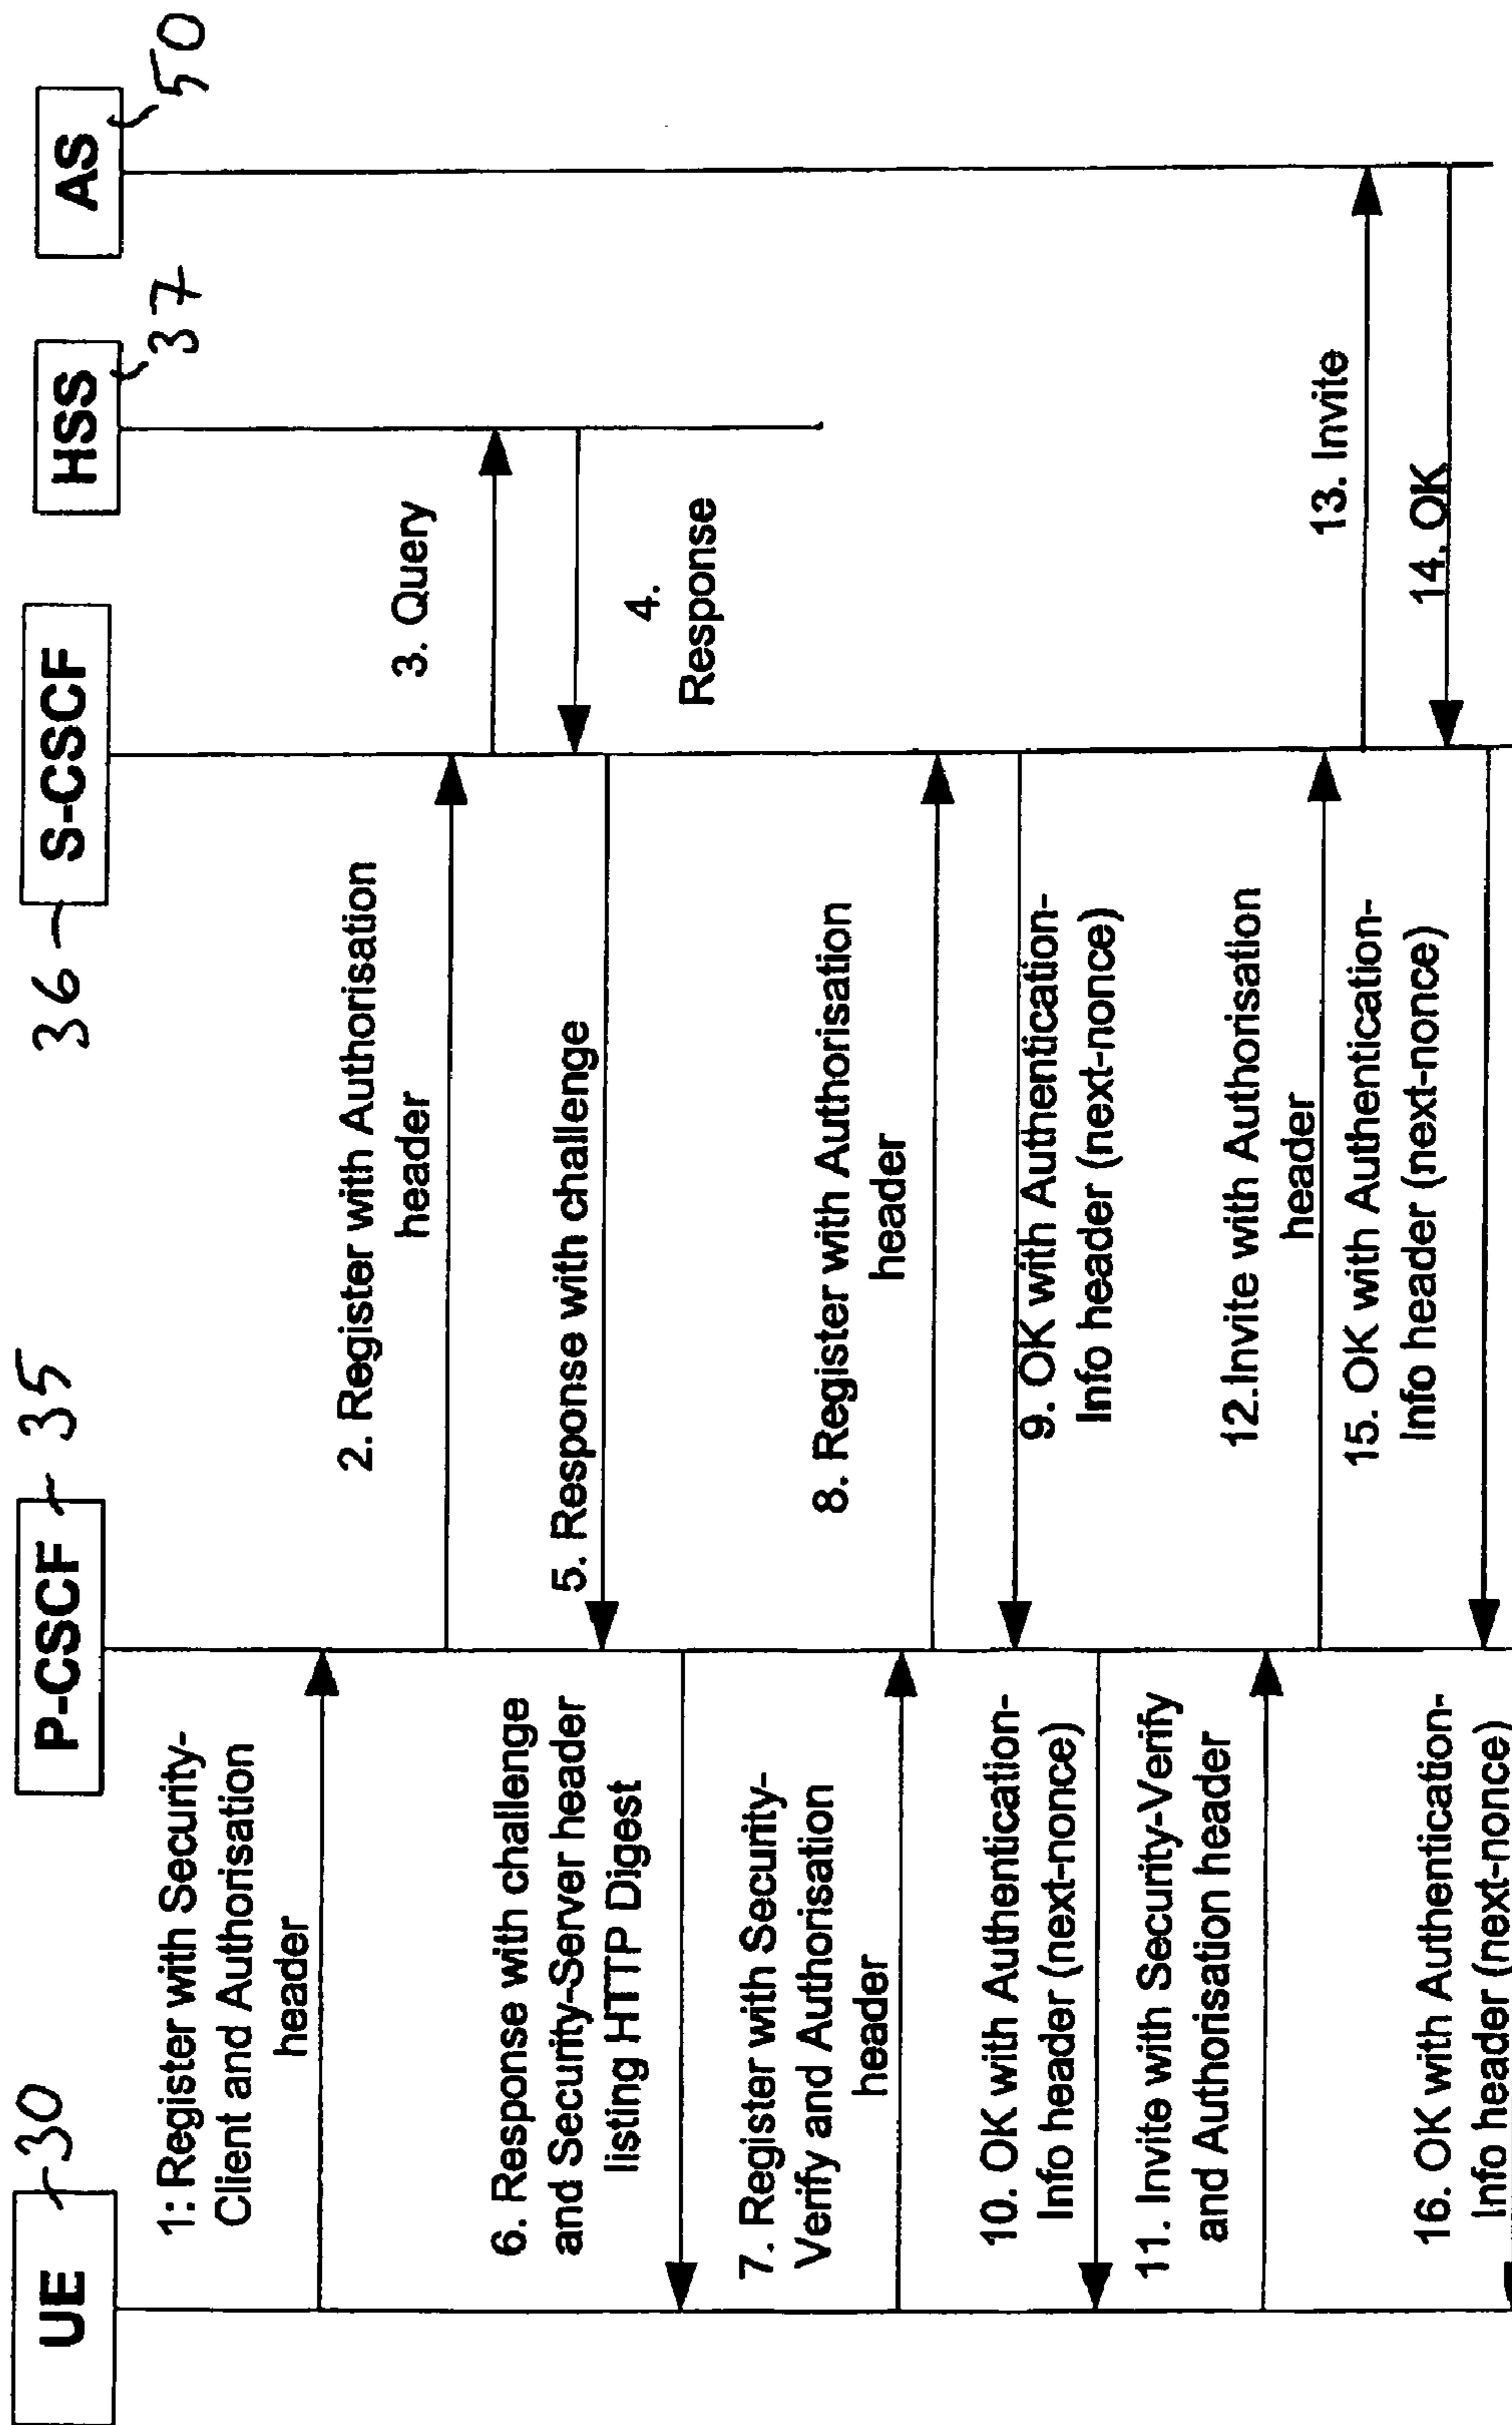 UE
30
P-CSCF
35
36
S-CSCF
HSS
37
AS
50
1: Register with Security-
Client and Authorisation
header
2. Register with Authorisation
header
3. Query
4.
Response
5. Response with challenge
6. Response with challenge
and Security-Server header
listing HTTP Digest
7. Register with Security-
Verify and Authorisation
header
8. Register with Authorisation
header
9. OK with Authentication-
Info header (next-nonce)
10. OK with Authentication-
Info header (next-nonce)
11. Invite with Security-Verify
and Authorisation header
12.Invite with Authorisation
header
13. Invite
14. OK
15. OK with Authentication-
Info header (next-nonce)
16. OK with Authentication-
Info header (next-nonce)